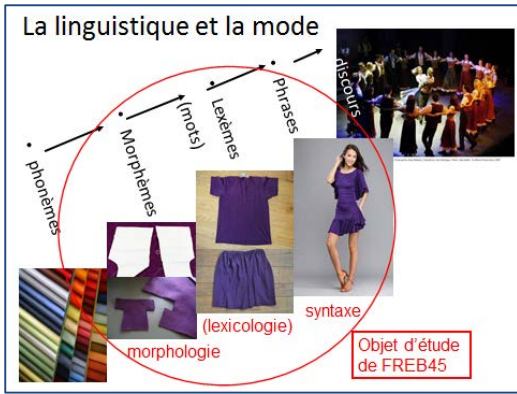 La linguistique et la mode
phonèmes
Morphèmes
(mots)
Lexèmes
Phrases
discours
morphologie
(lexicologie)
syntaxe
Objet d'étude
de FREB45